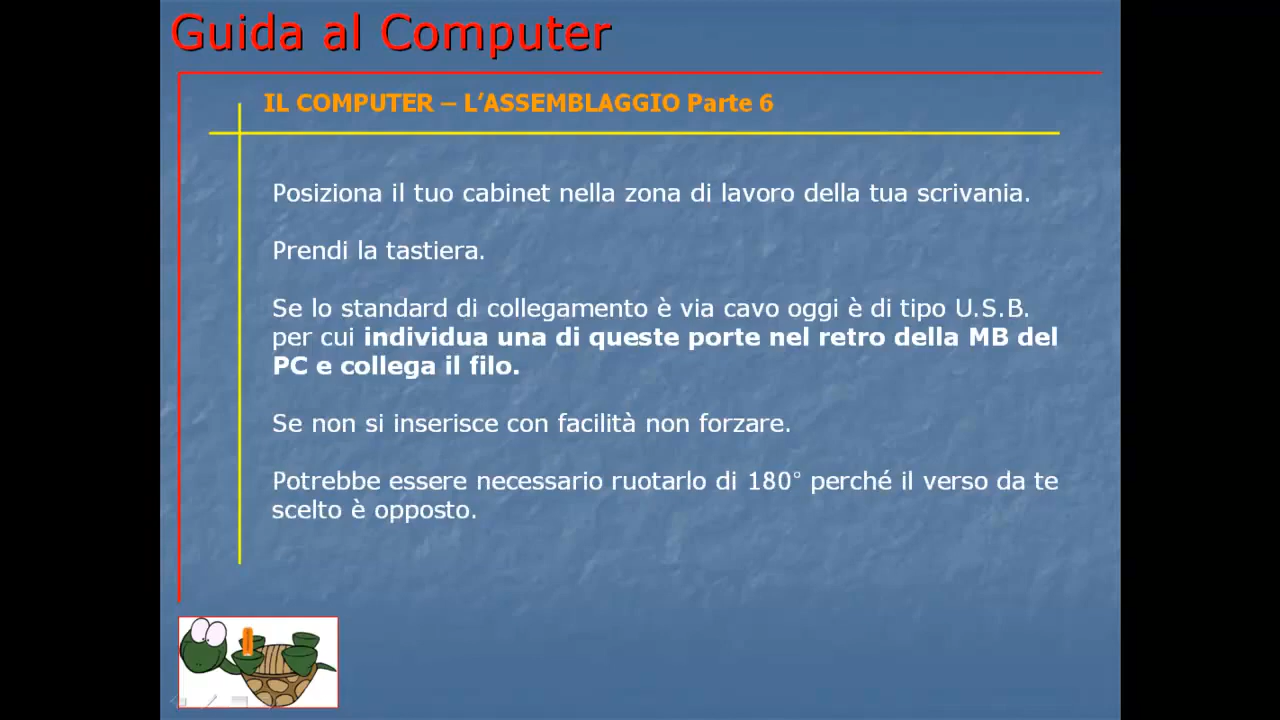 Guida al Computer
IL COMPUTER – L'ASSEMBLAGGIO Parte 6
Posiziona il tuo cabinet nella zona di lavoro della tua scrivania.
Prendi la tastiera.
Se lo standard di collegamento è via cavo oggi è di tipo U.S.B.
per cui individua una di queste porte nel retro della MB del
PC e collega il filo.
Se non si inserisce con facilità non forzare.
Potrebbe essere necessario ruotarlo di 180° perché il verso da te
scelto è opposto.